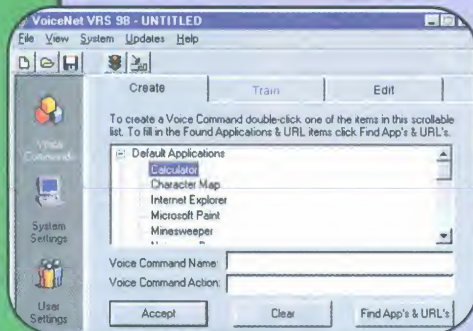 VoiceNet VRS 98 - UNTITLED
File View System Updates Help
Create Train Edit
To create a Voice Command double-click one of the items in this scrollable
list. To fill in the Found Applications & URL items click Find App's & URL's.
Default Applications
Calculator
Character Map
Internet Explorer
Microsoft Paint
Minesweeper
Voice
Commands
System
Settings
User
Settings
Voice Command Name:
Voice Command Action:
Accept Clear Find App's & URL's